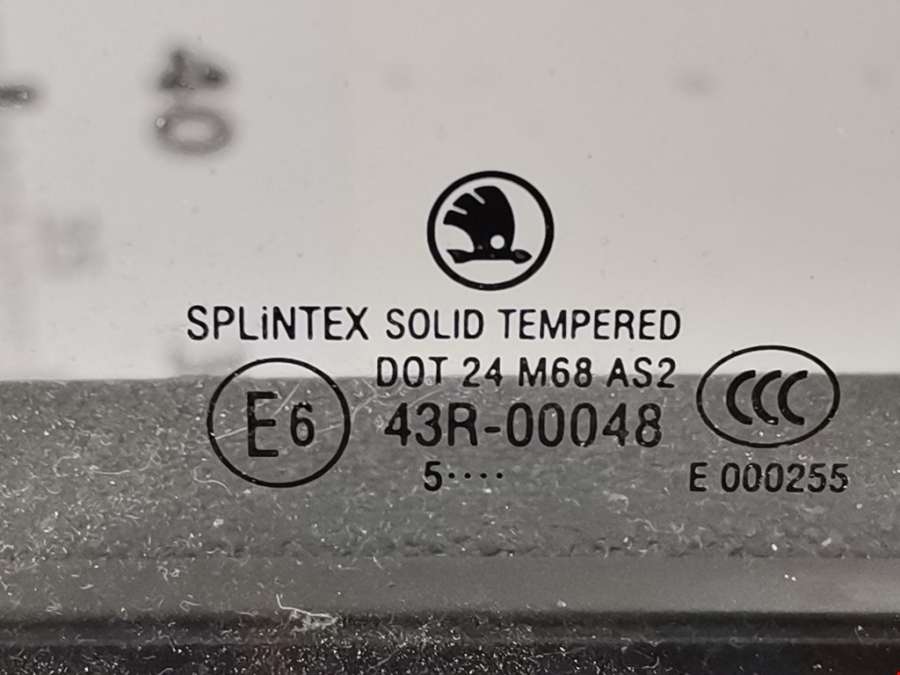 SPLiNTEX SOLID TEMPERED
DOT 24 M68 AS2
E6 43R-00048 CCC
5····
E 000255